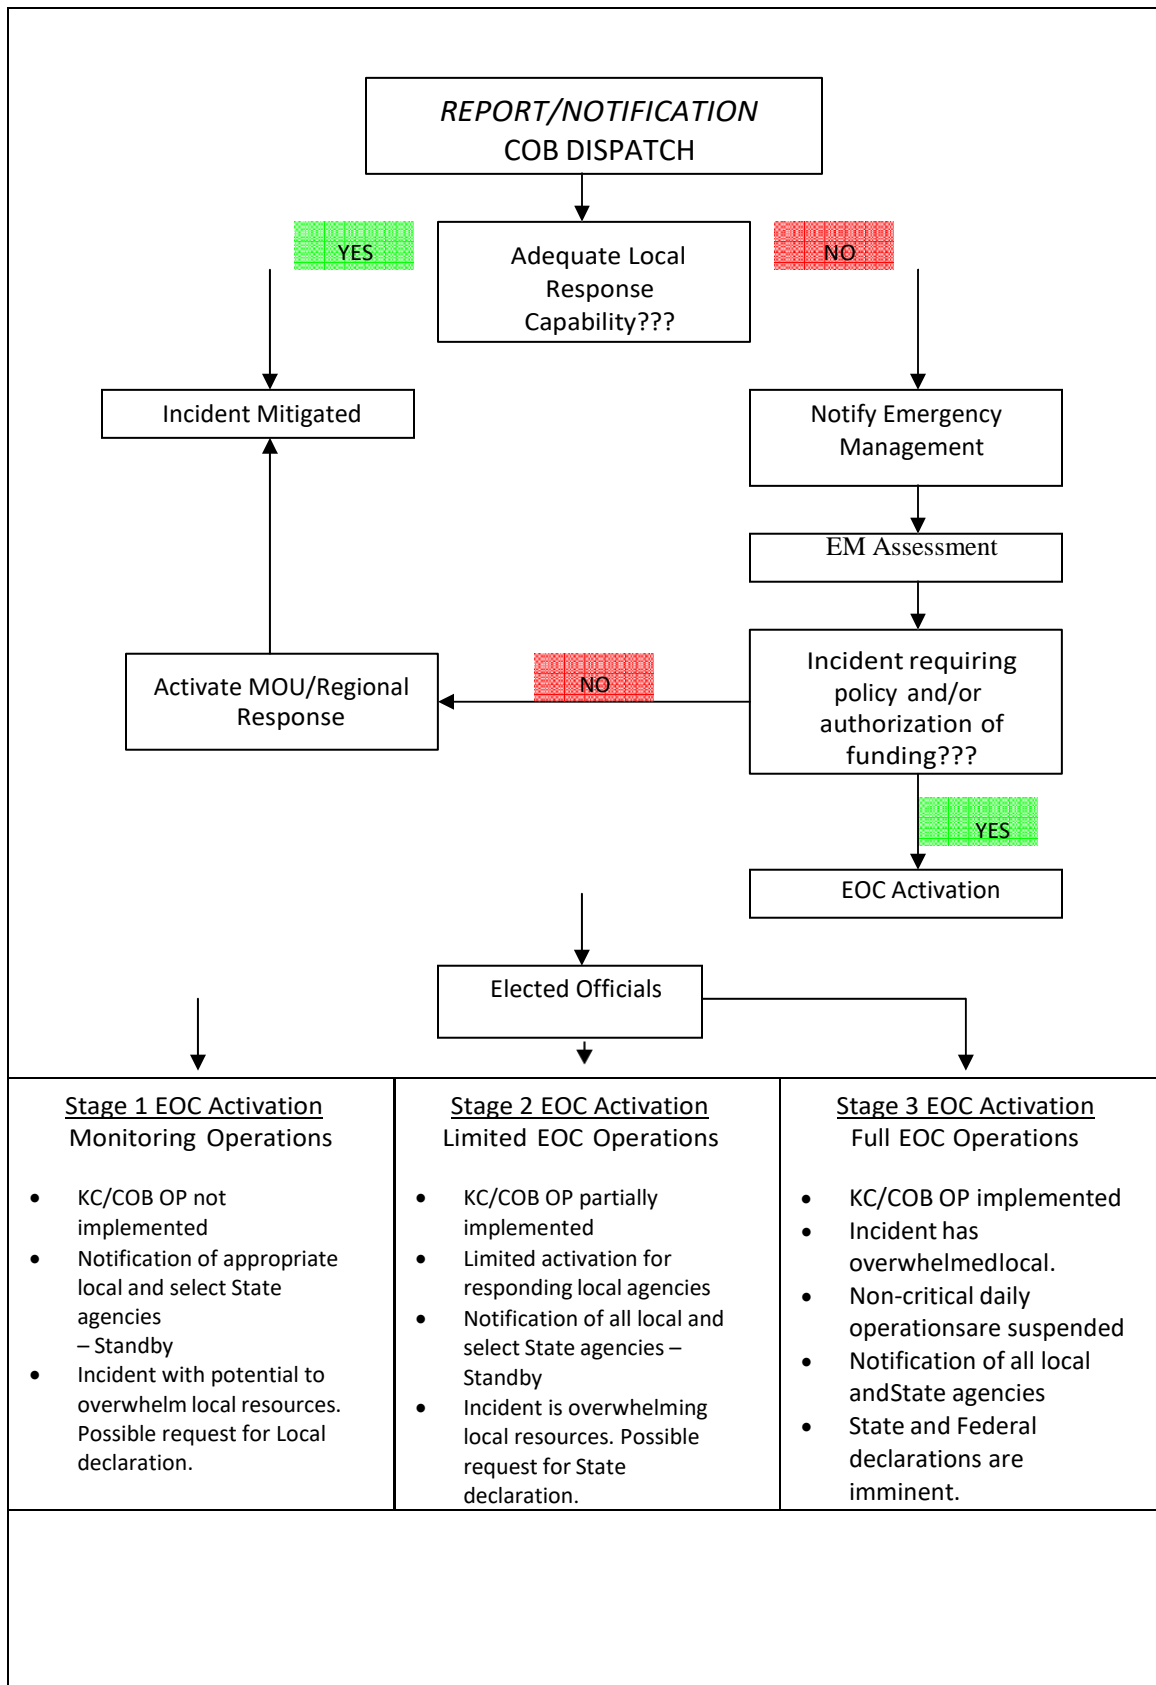 REPORT/NOTIFICATION
COB DISPATCH
YES
Adequate Local
Response
Capability???
NO
Incident Mitigated
Notify Emergency
Management
EM Assessment
Incident requiring
policy and/or
authorization of
funding???
NO
Activate MOU/Regional
Response
YES
EOC Activation
Elected Officials
Stage 1 EOC Activation
Monitoring Operations
• KC/COB OP not
implemented
• Notification of appropriate
local and select State
agencies
– Standby
• Incident with potential to
overwhelm local resources.
Possible request for Local
declaration.
Stage 2 EOC Activation
Limited EOC Operations
• KC/COB OP partially
implemented
• Limited activation for
responding local agencies
• Notification of all local and
select State agencies –
Standby
• Incident is overwhelming
local resources. Possible
request for State
declaration.
Stage 3 EOC Activation
Full EOC Operations
• KC/COB OP implemented
• Incident has
overwhelmedlocal.
• Non-critical daily
operationsare suspended
• Notification of all local
andState agencies
• State and Federal
declarations are
imminent.